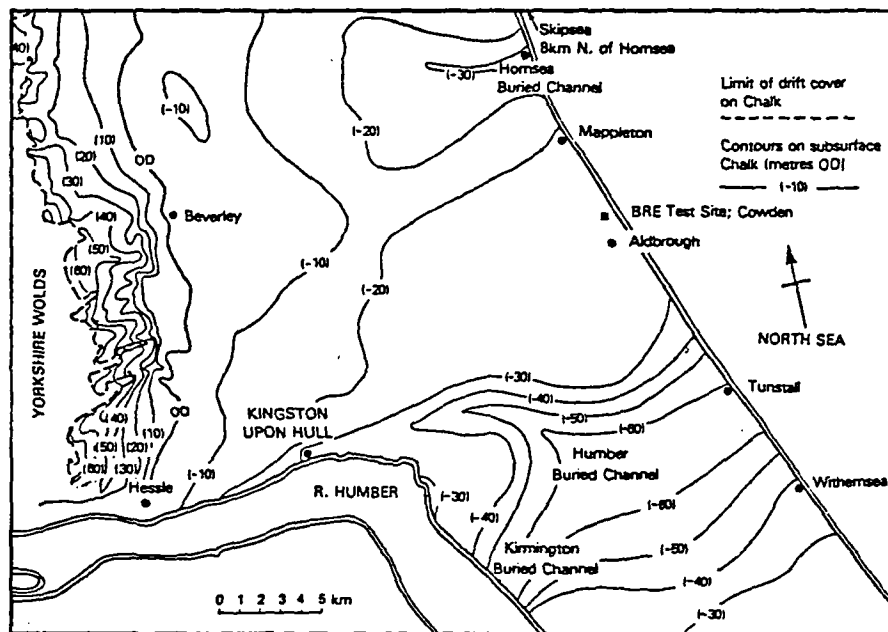 Skipsea
8km N. of Hornsea
Hornsea
Buried Channel
(-30)
Limit of drift cover
on Chalk
Contours on subsurface
Chalk (metres OD)
(-10)
Mappleton
BRE Test Site; Cowden
Aldbrough
NORTH SEA
40)
(10)
(20)
(30)
OD
(-10)
(-20)
Beverley
(40)
(50)
(60)
(-10)
(-20)
YORKSHIRE WOLDS
(-30)
(-40)
(-50)
(-60)
Tunstall
KINGSTON
UPON HULL
OD
(40)
(10)
(50)
(20)
(60)
(30)
(-10)
Hessle
R. HUMBER
(-30)
(-40)
Humber
Buried Channel
Withernsea
(-60)
(-50)
Kirmington
Buried Channel
(-40)
(-30)
0 1 2 3 4 5 km